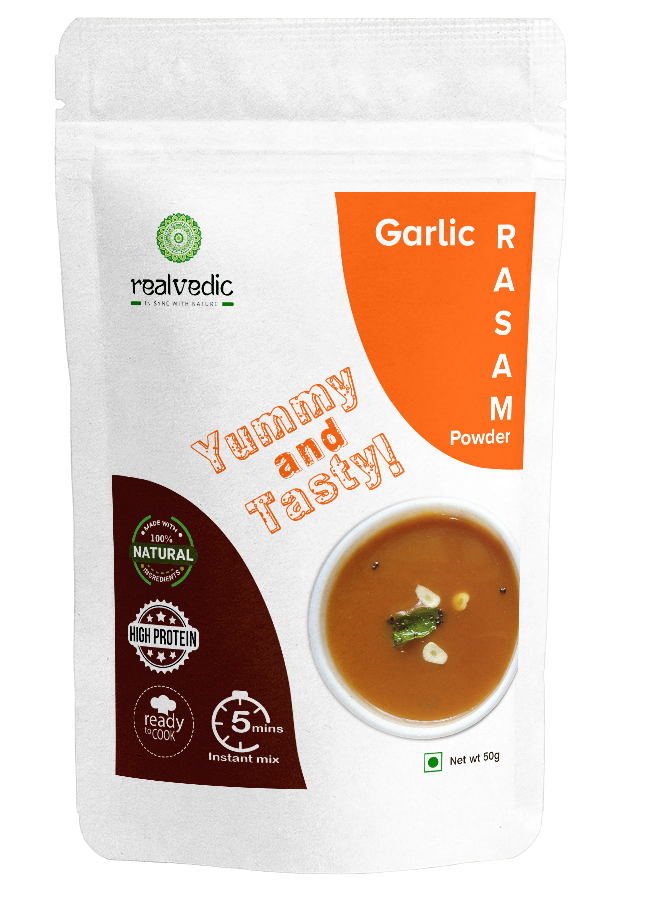 realvedic
IN SYNC WITH NATURE
Garlic
RASAM
Powder
Yummy
and
Tasty!
MADE WITH
100%
NATURAL
INGREDIENTS
HIGH PROTEIN
ready
to COOK
5 mins
Instant mix
Net wt 50g